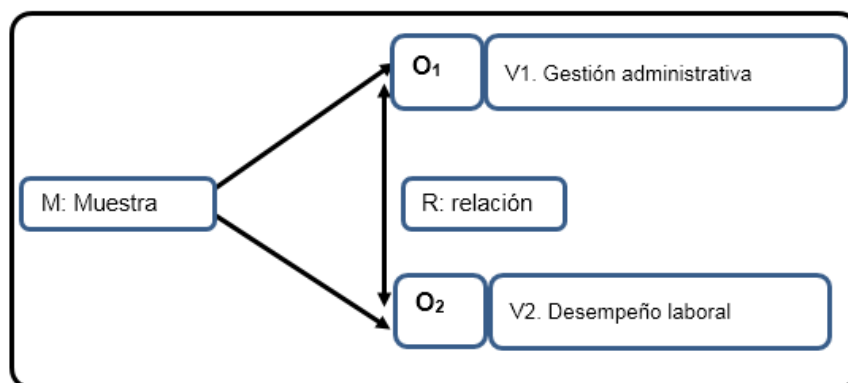 O₁
V1. Gestión administrativa
M: Muestra
R: relación
O₂
V2. Desempeño laboral